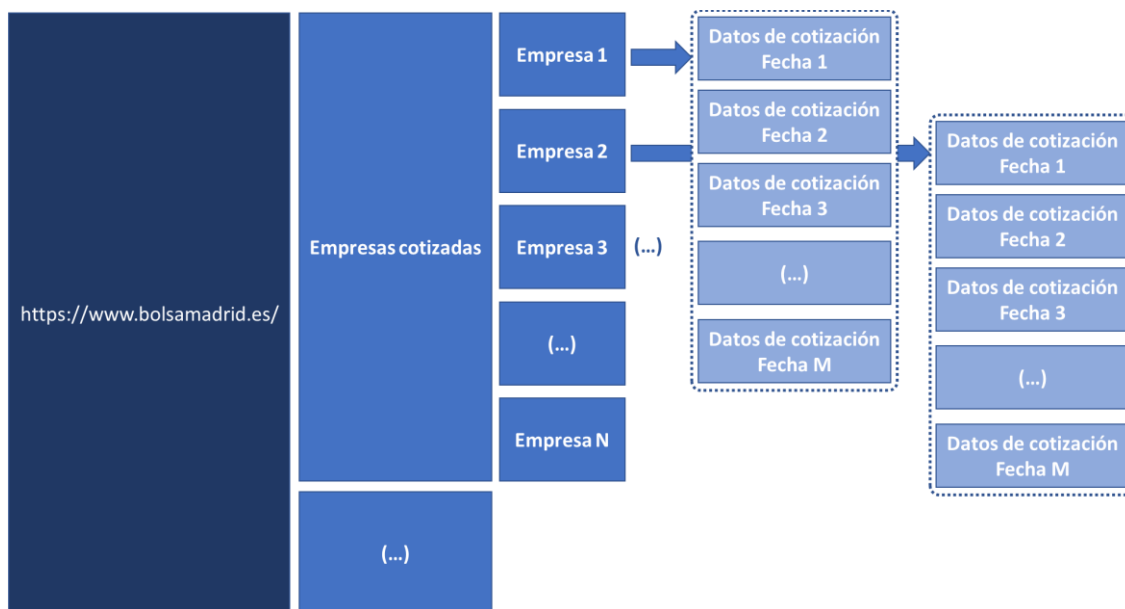 https://www.bolsamadrid.es/
Empresas cotizadas
(...)
Empresa 1
Empresa 2
Empresa 3
(...)
(...)
Empresa N
Datos de cotización
Fecha 1
Datos de cotización
Fecha 2
Datos de cotización
Fecha 3
(...)
Datos de cotización
Fecha M
Datos de cotización
Fecha 1
Datos de cotización
Fecha 2
Datos de cotización
Fecha 3
(...)
Datos de cotización
Fecha M